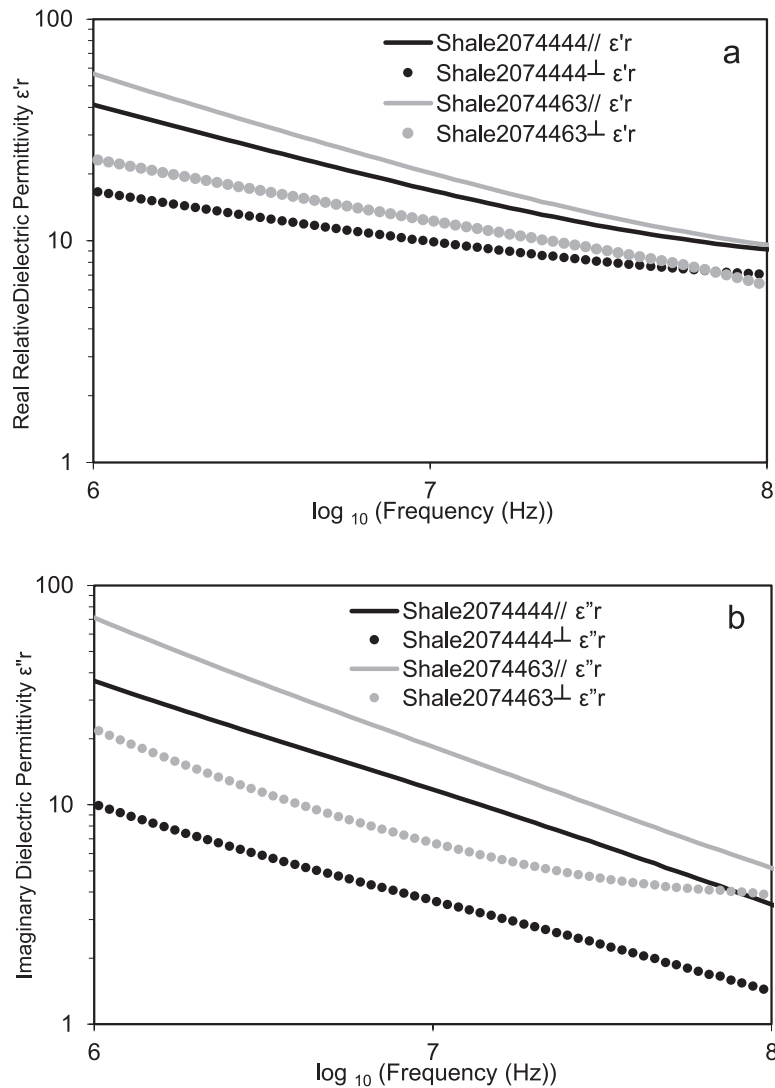 100
a
Shale2074444// ε'r
Shale2074444⊥ ε'r
Shale2074463// ε'r
Shale2074463⊥ ε'r
Real RelativeDielectric Permittivity ε'r
10
1
6
7
8
log 10 (Frequency (Hz))
100
b
Shale2074444// ε”r
Shale2074444⊥ ε”r
Shale2074463// ε”r
Shale2074463⊥ ε”r
Imaginary Dielectric Permittivity ε"r
10
1
6
7
8
log 10 (Frequency (Hz))